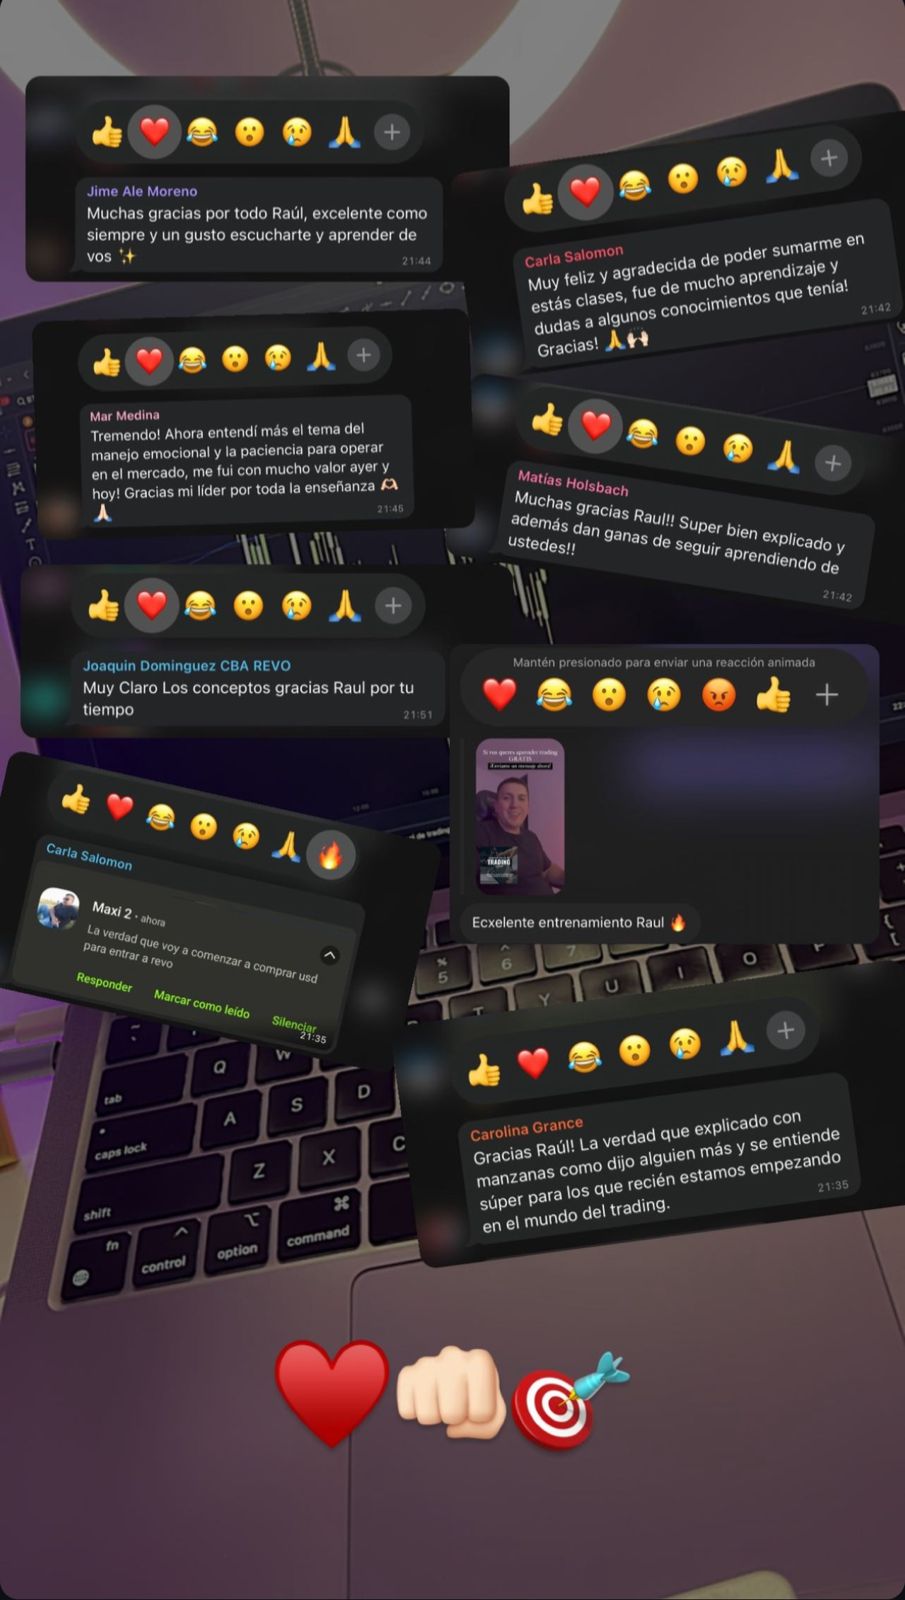 Jime Ale Moreno
Muchas gracias por todo Raúl, excelente como
siempre y un gusto escucharte y aprender de
vos ✨
21:44
Carla Salomon
Muy feliz y agradecida de poder sumarme en
estás clases, fue de mucho aprendizaje y
dudas a algunos conocimientos que tenía!
Gracias! 🙏🙌🏻
21:42
Mar Medina
Tremendo! Ahora entendí más el tema del
manejo emocional y la paciencia para operar
en el mercado, me fui con mucho valor ayer y
hoy! Gracias mi líder por toda la enseñanza 🫶🏻
🙏🏻
21:45
Matías Holsbach
Muchas gracias Raul!! Super bien explicado y
además dan ganas de seguir aprendiendo de
ustedes!!
21:42
Joaquin Dominguez CBA REVO
Muy Claro Los conceptos gracias Raul por tu
tiempo
21:51
Mantén presionado para enviar una reacción animada
Si vos queres aprender trading
GRATIS
¡Envíame un mensaje ahora!
TRADING
Ecxelente entrenamiento Raul 🔥
Carla Salomon
Maxi 2 · ahora
La verdad que voy a comenzar a comprar usd
para entrar a revo
Responder
Marcar como leído
Silenciar
21:35
Carolina Grance
Gracias Raúl! La verdad que explicado con
manzanas como dijo alguien más y se entiende
súper para los que recién estamos empezando
en el mundo del trading.
21:35
de trading
%
5
^
6
7
T
Y
U
I
O
P
{
[
~
tab
Q
W
caps lock
A
S
D
shift
Z
X
C
fn
control
option
⌘
command